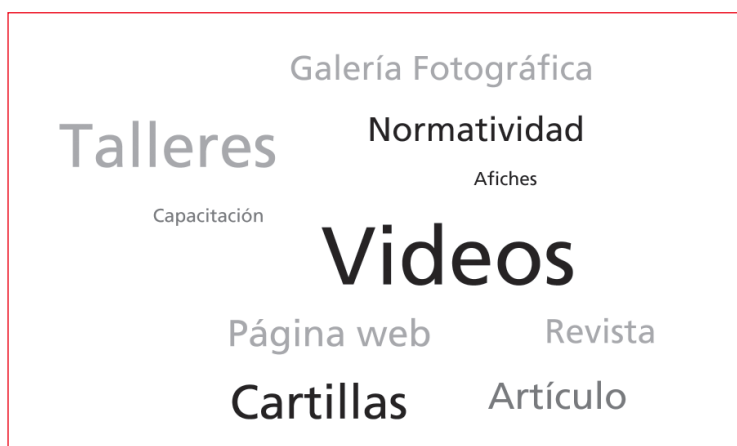 Galería Fotográfica
Normatividad
Talleres
Afiches
Capacitación
Videos
Página web
Revista
Cartillas
Artículo